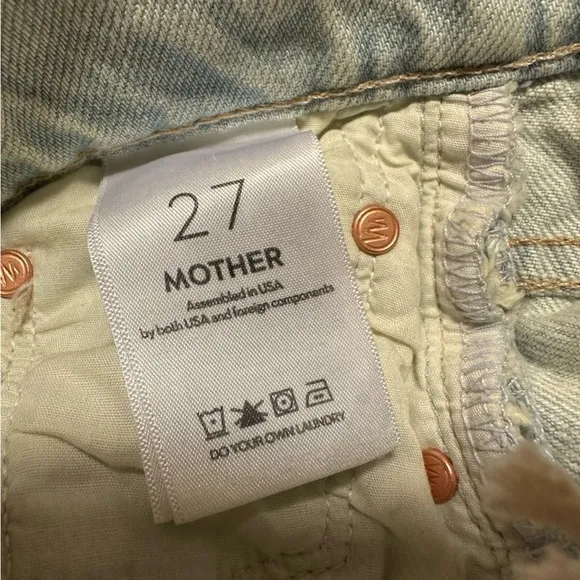 27
MOTHER
Assembled in USA
by both USA and foreign components
DO YOUR OWN LAUNDRY